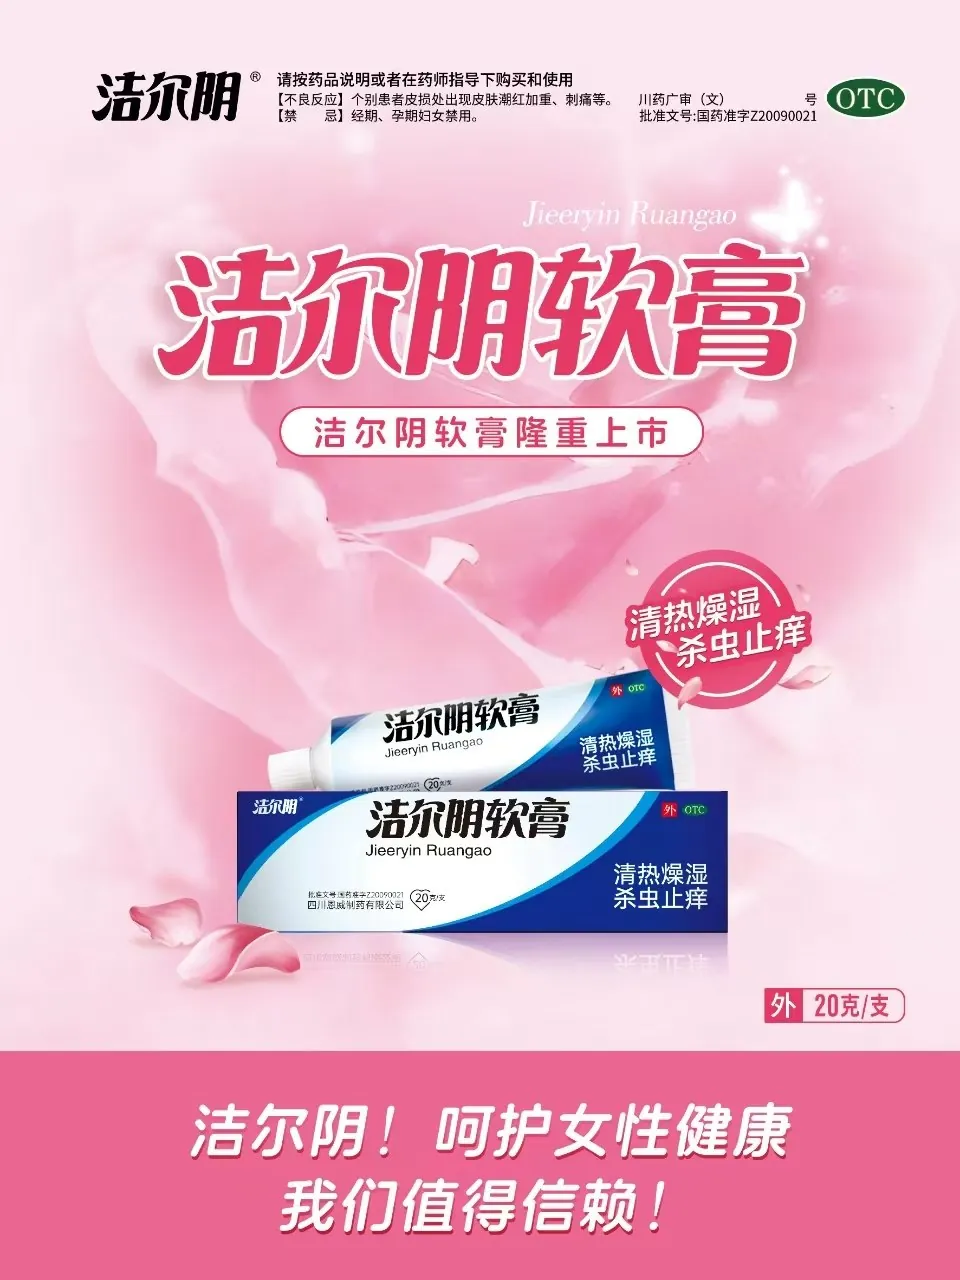 洁尔阴®
请按药品说明或者在药师指导下购买和使用
【不良反应】个别患者皮损处出现皮肤潮红加重、刺痛等。
【禁 忌】经期、孕期妇女禁用。
川药广审（文） 号
批准文号:国药准字Z20090021
OTC
Jieeryin Ruangao
洁尔阴软膏
洁尔阴软膏隆重上市
清热燥湿
杀虫止痒
外 OTC
洁尔阴软膏
Jieeryin Ruangao
清热燥湿
杀虫止痒
20克/支
洁尔阴®
洁尔阴软膏
Jieeryin Ruangao
外 OTC
清热燥湿
杀虫止痒
批准文号:国药准字Z20090021
四川恩威制药有限公司
20克/支
外 20克/支
洁尔阴！呵护女性健康
我们值得信赖！